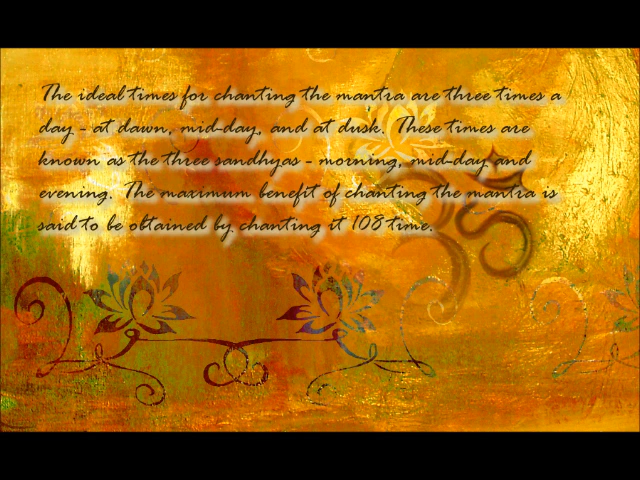 The ideal times for chanting the mantra are three times a
day - at dawn, mid-day, and at dusk. These times are
known as the three sandhyas - morning, mid-day and
evening. The maximum benefit of chanting the mantra is
said to be obtained by chanting it 108 time.
ॐ